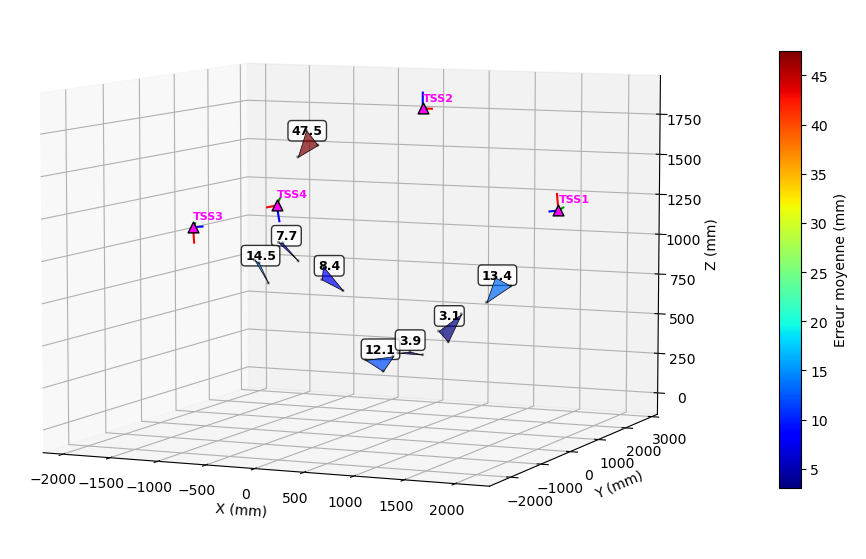 TSS2
47.5
TSS4
TSS3
TSS1
7.7
14.5
8.4
13.4
3.1
3.9
12.1
1750
1500
1250
1000
750
500
250
0
Z (mm)
−2000 −1500 −1000 −500 0 500 1000 1500 2000
X (mm)
−2000 −1000 0 1000 2000 3000
Y (mm)
45
40
35
30
25
20
15
10
5
Erreur moyenne (mm)